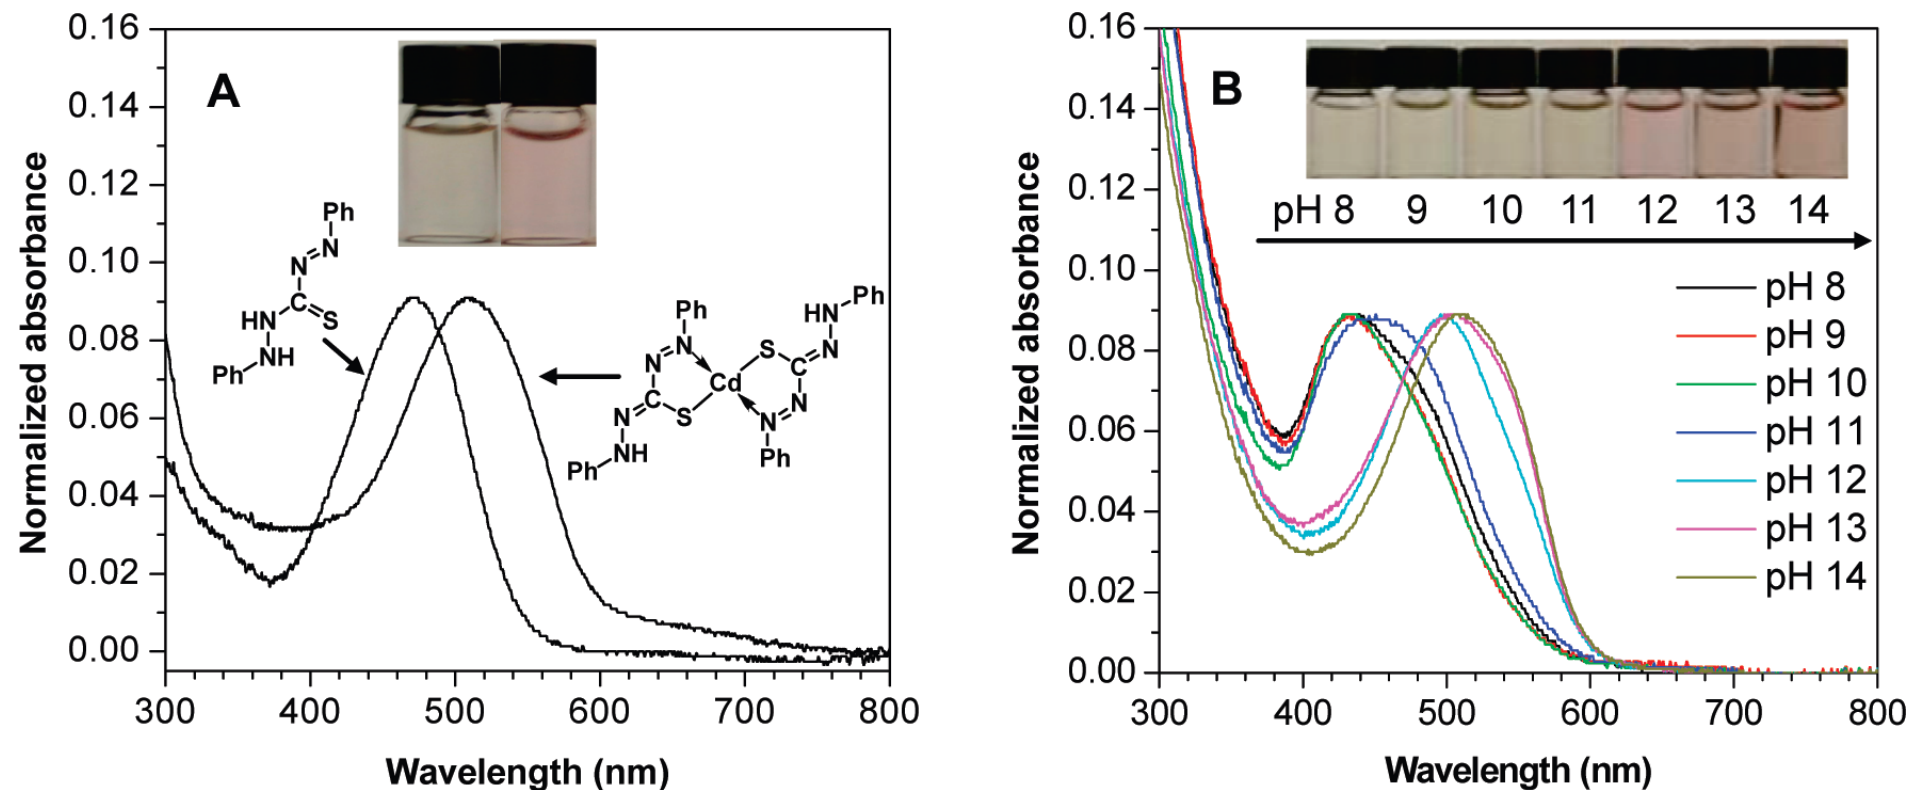 A
Normalized absorbance
0.16
0.14
0.12
0.10
0.08
0.06
0.04
0.02
0.00
300 400 500 600 700 800
Wavelength (nm)
Ph
N=N
HN C S
NH
Ph
Ph
N=N
Cd
N C S
NH
Ph
S C N
HN Ph
N=N
Ph
B
Normalized absorbance
0.16
0.14
0.12
0.10
0.08
0.06
0.04
0.02
0.00
300 400 500 600 700 800
Wavelength (nm)
pH 8 9 10 11 12 13 14
pH 8
pH 9
pH 10
pH 11
pH 12
pH 13
pH 14